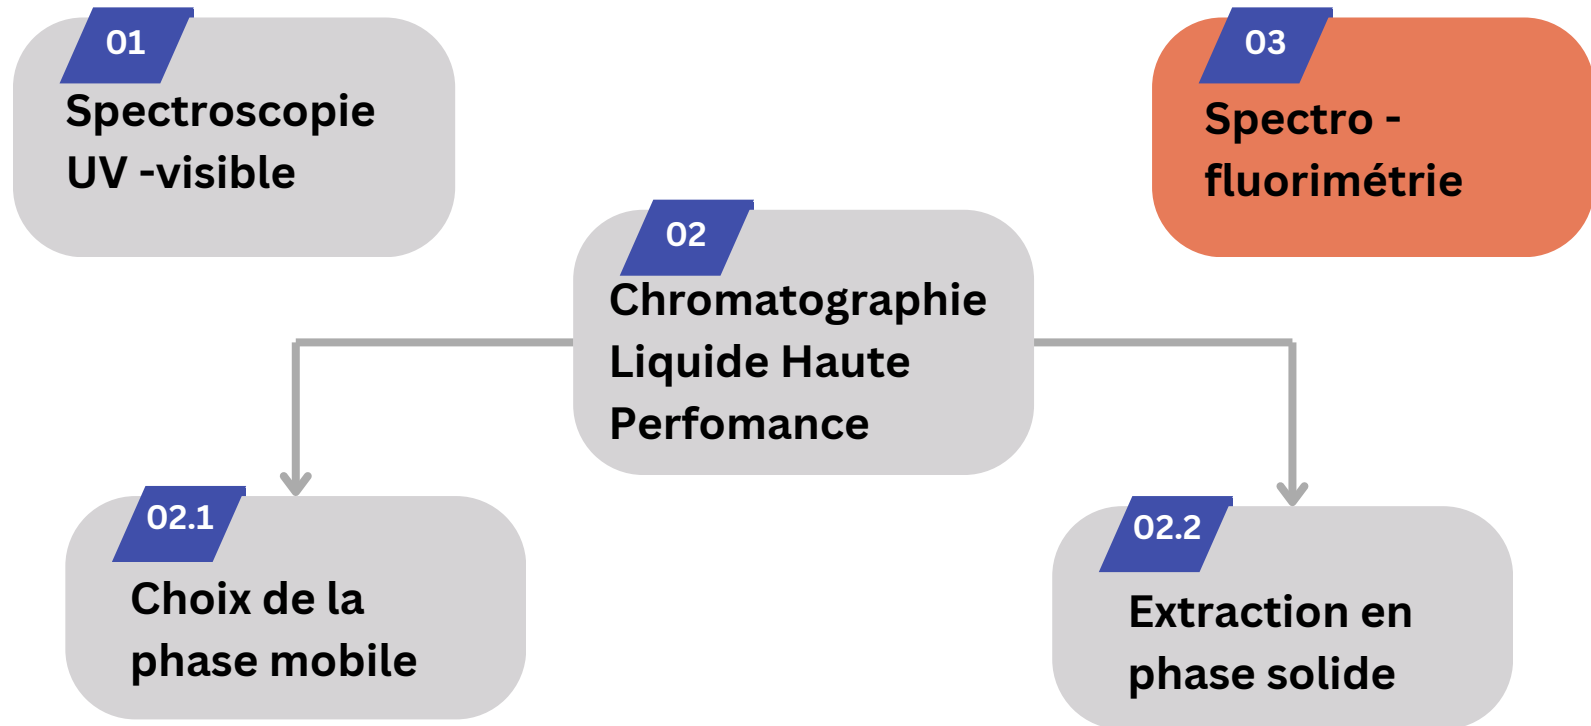 01
Spectroscopie
UV -visible
03
Spectro -
fluorimétrie
02
Chromatographie
Liquide Haute
Perfomance
02.1
Choix de la
phase mobile
02.2
Extraction en
phase solide